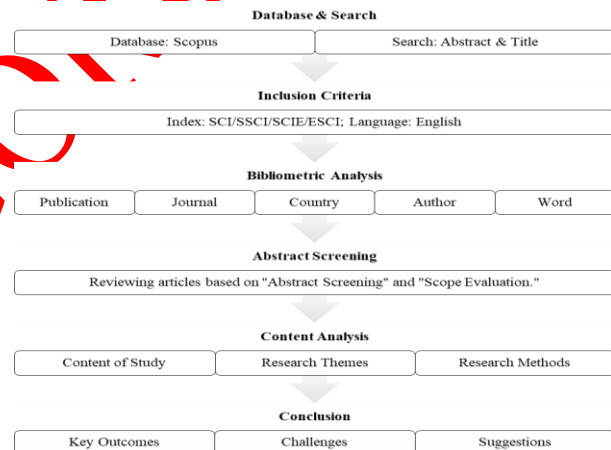 Database & Search
Database: Scopus
Search: Abstract & Title
Inclusion Criteria
Index: SCI/SSCI/SCIE/ESCI; Language: English
Bibliometric Analysis
Publication
Journal
Country
Author
Word
Abstract Screening
Reviewing articles based on "Abstract Screening" and "Scope Evaluation."
Content Analysis
Content of Study
Research Themes
Research Methods
Conclusion
Key Outcomes
Challenges
Suggestions